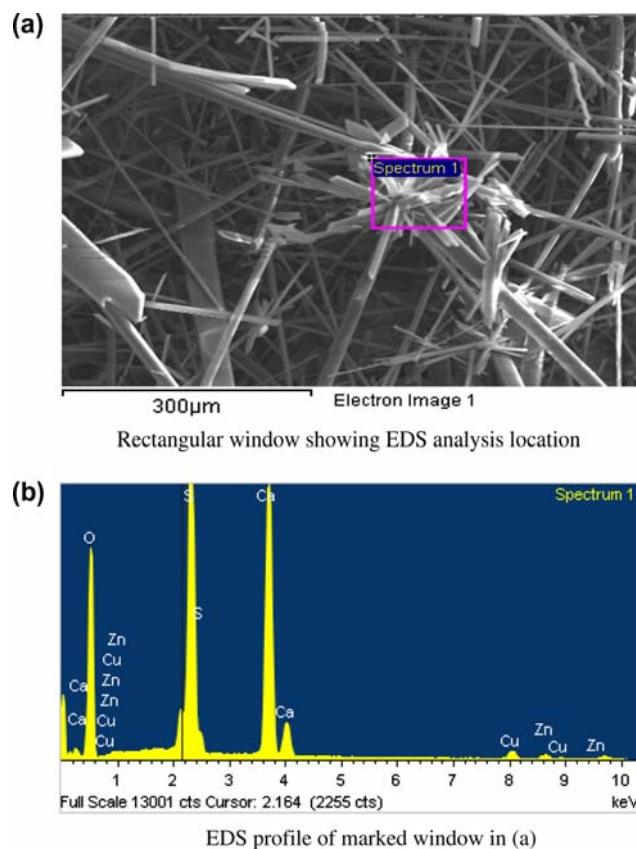 (a)
Spectrum 1
300μm
Electron Image 1
Rectangular window showing EDS analysis location
(b)
S
Ca
Spectrum 1
O
S
Zn
Cu
Ca
Zn
Zn
Ca
Ca
Cu
Zn
Cu
Cu
Cu
Zn
1 2 3 4 5 6 7 8 9 10
Full Scale 13001 cts Cursor: 2.164 (2255 cts)
keV
EDS profile of marked window in (a)